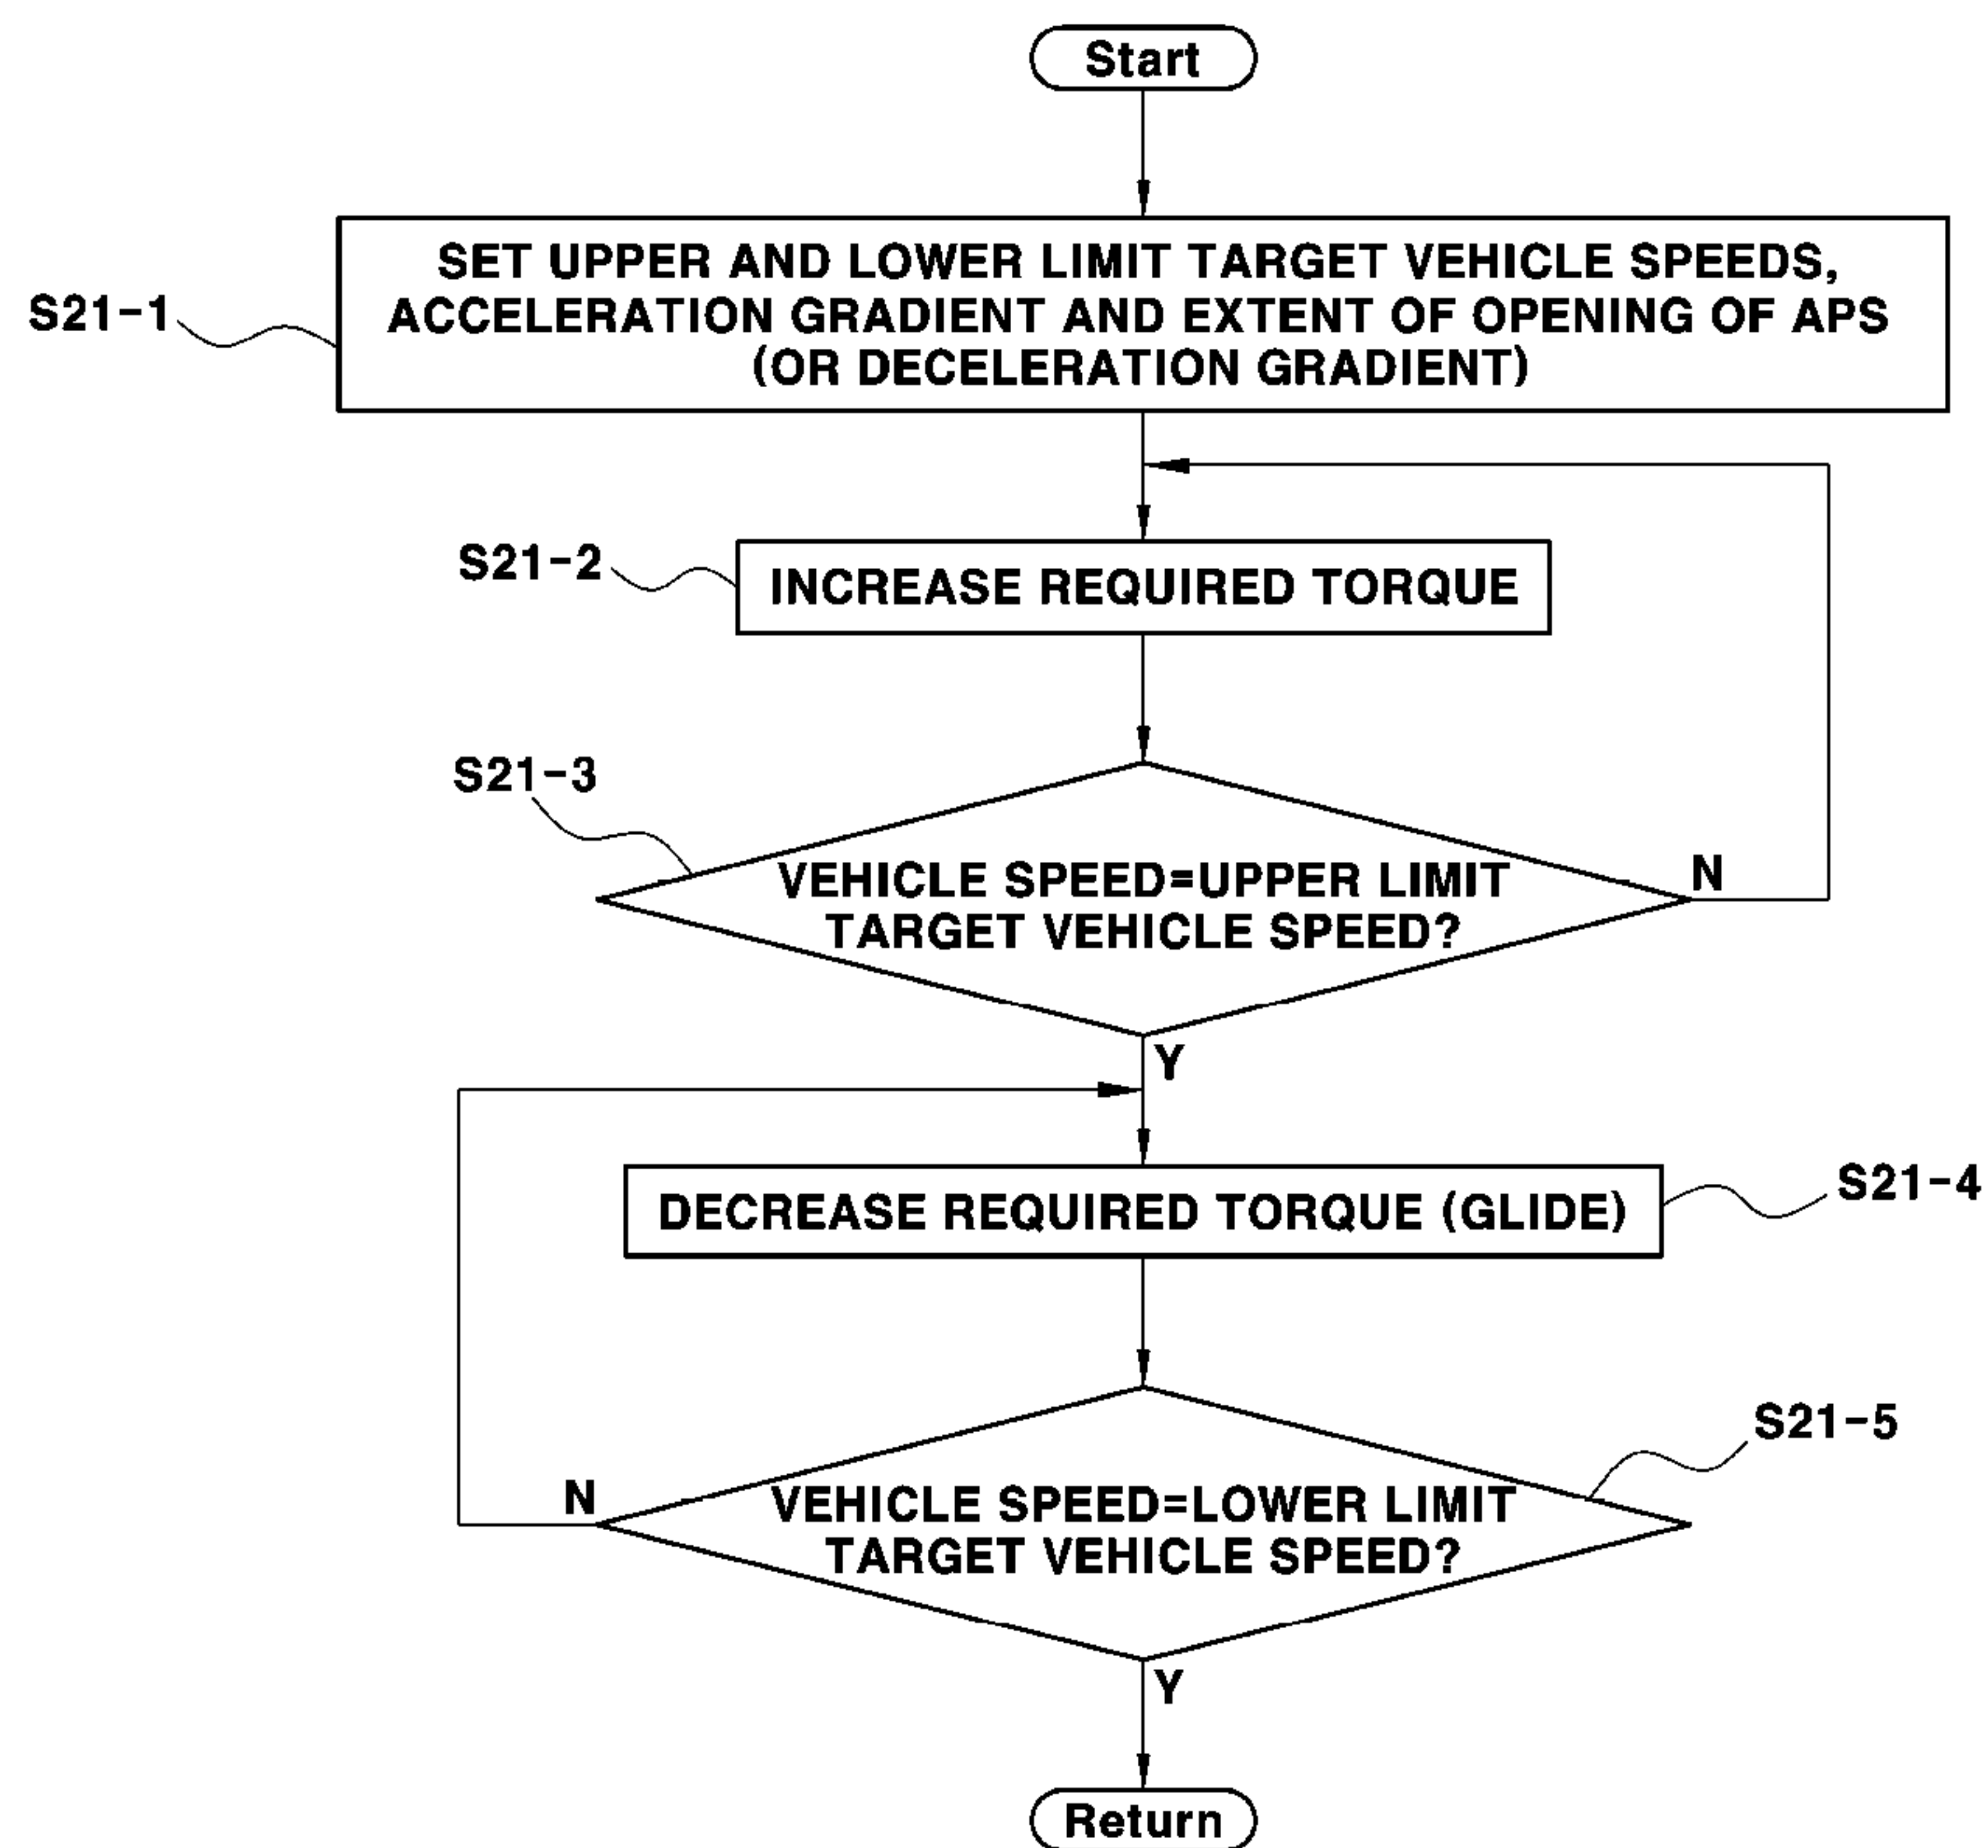 Start
S21-1
SET UPPER AND LOWER LIMIT TARGET VEHICLE SPEEDS,
ACCELERATION GRADIENT AND EXTENT OF OPENING OF APS
(OR DECELERATION GRADIENT)
S21-2
INCREASE REQUIRED TORQUE
S21-3
VEHICLE SPEED=UPPER LIMIT
TARGET VEHICLE SPEED?
N
Y
DECREASE REQUIRED TORQUE (GLIDE)
S21-4
S21-5
N
VEHICLE SPEED=LOWER LIMIT
TARGET VEHICLE SPEED?
Y
Return